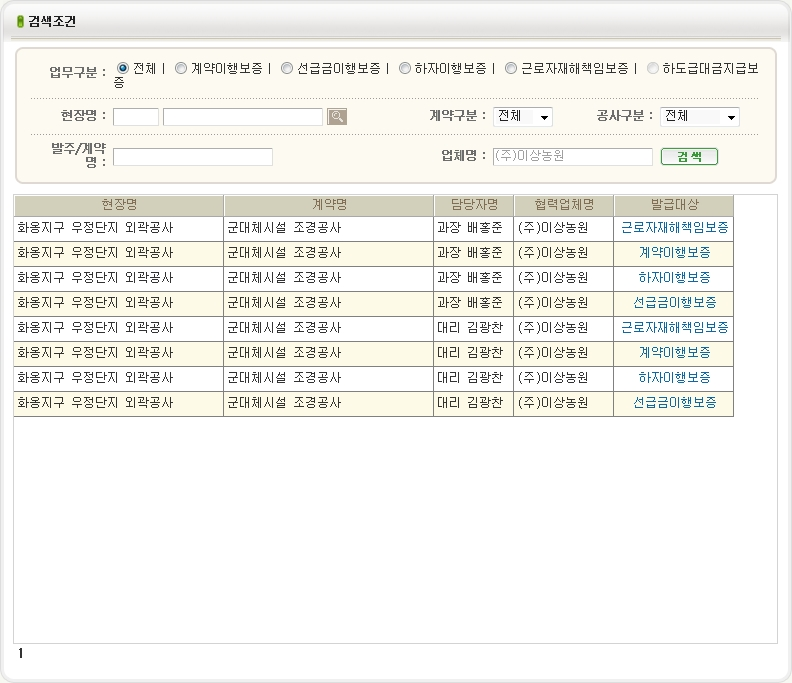 검색조건
업무구분 : 전체 | 계약이행보증 | 선급금이행보증 | 하자이행보증 | 근로자재해책임보증 | 하도급대금지급보
증
현장명 : 계약구분 : 전체 공사구분 : 전체
발주/계약
명 : 업체명 : (주)이상농원 검색
현장명 계약명 담당자명 협력업체명 발급대상
화옹지구 우정단지 외곽공사 군대체시설 조경공사 과장 배홍준 (주)이상농원 근로자재해책임보증
화옹지구 우정단지 외곽공사 군대체시설 조경공사 과장 배홍준 (주)이상농원 계약이행보증
화옹지구 우정단지 외곽공사 군대체시설 조경공사 과장 배홍준 (주)이상농원 하자이행보증
화옹지구 우정단지 외곽공사 군대체시설 조경공사 과장 배홍준 (주)이상농원 선급금이행보증
화옹지구 우정단지 외곽공사 군대체시설 조경공사 대리 김광찬 (주)이상농원 근로자재해책임보증
화옹지구 우정단지 외곽공사 군대체시설 조경공사 대리 김광찬 (주)이상농원 계약이행보증
화옹지구 우정단지 외곽공사 군대체시설 조경공사 대리 김광찬 (주)이상농원 하자이행보증
화옹지구 우정단지 외곽공사 군대체시설 조경공사 대리 김광찬 (주)이상농원 선급금이행보증
1